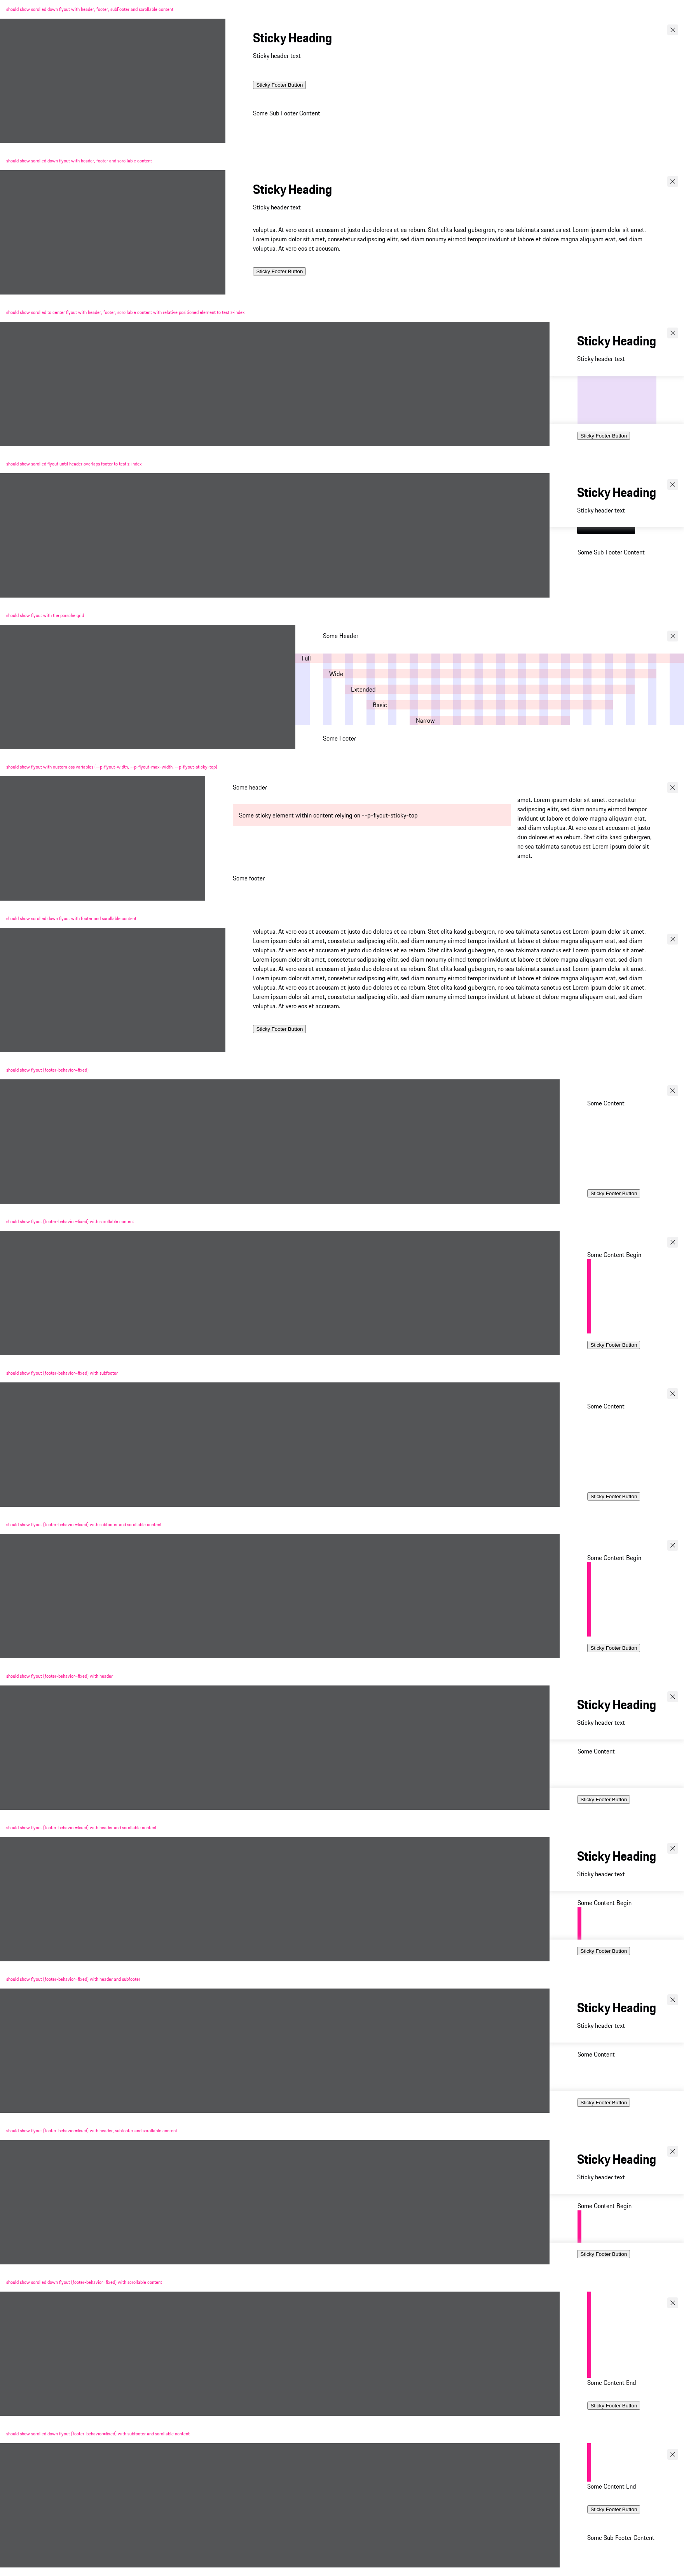 should show scrolled down flyout with header, footer, subFooter and scrollable content
Sticky Heading
Sticky header text
Sticky Footer Button
Some Sub Footer Content
should show scrolled down flyout with header, footer and scrollable content
Sticky Heading
Sticky header text
voluptua. At vero eos et accusam et justo duo dolores et ea rebum. Stet clita kasd gubergren, no sea takimata sanctus est Lorem ipsum dolor sit amet.
Lorem ipsum dolor sit amet, consetetur sadipscing elitr, sed diam nonumy eirmod tempor invidunt ut labore et dolore magna aliquyam erat, sed diam
voluptua. At vero eos et accusam.
Sticky Footer Button
should show scrolled to center flyout with header, footer, scrollable content with relative positioned element to test z-index
Sticky Heading
Sticky header text
Sticky Footer Button
should show scrolled flyout until header overlaps footer to test z-index
Sticky Heading
Sticky header text
Some Sub Footer Content
should show flyout with the porsche grid
Some Header
Full
Wide
Extended
Basic
Narrow
Some Footer
should show flyout with custom css variables [--p-flyout-width, --p-flyout-max-width, --p-flyout-sticky-top]
Some header
amet. Lorem ipsum dolor sit amet, consetetur
sadipscing elitr, sed diam nonumy eirmod tempor
Some sticky element within content relying on --p-flyout-sticky-top
invidunt ut labore et dolore magna aliquyam erat,
sed diam voluptua. At vero eos et accusam et justo
duo dolores et ea rebum. Stet clita kasd gubergren,
no sea takimata sanctus est Lorem ipsum dolor sit
amet.
Some footer
should show scrolled down flyout with footer and scrollable content
voluptua. At vero eos et accusam et justo duo dolores et ea rebum. Stet clita kasd gubergren, no sea takimata sanctus est Lorem ipsum dolor sit amet.
Lorem ipsum dolor sit amet, consetetur sadipscing elitr, sed diam nonumy eirmod tempor invidunt ut labore et dolore magna aliquyam erat, sed diam
voluptua. At vero eos et accusam et justo duo dolores et ea rebum. Stet clita kasd gubergren, no sea takimata sanctus est Lorem ipsum dolor sit amet.
Lorem ipsum dolor sit amet, consetetur sadipscing elitr, sed diam nonumy eirmod tempor invidunt ut labore et dolore magna aliquyam erat, sed diam
voluptua. At vero eos et accusam et justo duo dolores et ea rebum. Stet clita kasd gubergren, no sea takimata sanctus est Lorem ipsum dolor sit amet.
Lorem ipsum dolor sit amet, consetetur sadipscing elitr, sed diam nonumy eirmod tempor invidunt ut labore et dolore magna aliquyam erat, sed diam
voluptua. At vero eos et accusam et justo duo dolores et ea rebum. Stet clita kasd gubergren, no sea takimata sanctus est Lorem ipsum dolor sit amet.
Lorem ipsum dolor sit amet, consetetur sadipscing elitr, sed diam nonumy eirmod tempor invidunt ut labore et dolore magna aliquyam erat, sed diam
voluptua. At vero eos et accusam.
Sticky Footer Button
should show flyout [footer-behavior=fixed]
Some Content
Sticky Footer Button
should show flyout [footer-behavior=fixed] with scrollable content
Some Content Begin
Sticky Footer Button
should show flyout [footer-behavior=fixed] with subfooter
Some Content
Sticky Footer Button
should show flyout [footer-behavior=fixed] with subfooter and scrollable content
Some Content Begin
Sticky Footer Button
should show flyout [footer-behavior=fixed] with header
Sticky Heading
Sticky header text
Some Content
Sticky Footer Button
should show flyout [footer-behavior=fixed] with header and scrollable content
Sticky Heading
Sticky header text
Some Content Begin
Sticky Footer Button
should show flyout [footer-behavior=fixed] with header and subfooter
Sticky Heading
Sticky header text
Some Content
Sticky Footer Button
should show flyout [footer-behavior=fixed] with header, subfooter and scrollable content
Sticky Heading
Sticky header text
Some Content Begin
Sticky Footer Button
should show scrolled down flyout [footer-behavior=fixed] with scrollable content
Some Content End
Sticky Footer Button
should show scrolled down flyout [footer-behavior=fixed] with subfooter and scrollable content
Some Content End
Sticky Footer Button
Some Sub Footer Content